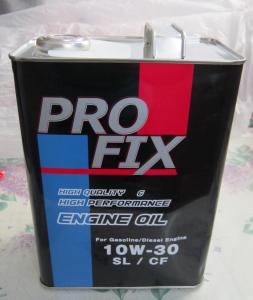 PRO
FIX
HIGH QUALITY &
HIGH PERFORMANCE
ENGINE OIL
For Gasoline/Diesel Engine
10W-30
SL / CF